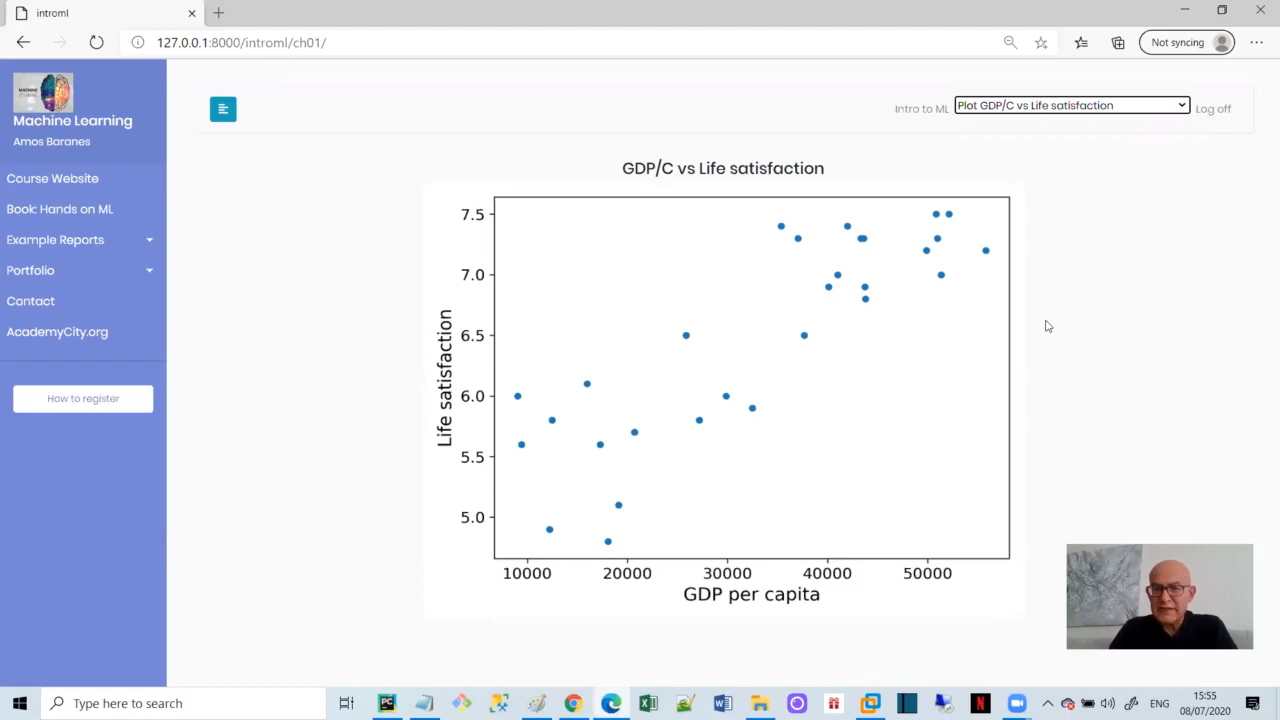 introml
127.0.0.1:8000/introml/ch01/
Not syncing
Machine Learning
Amos Baranes
Intro to ML
Plot GDP/C vs Life satisfaction
Log off
Course Website
Book: Hands on ML
Example Reports
Portfolio
Contact
AcademyCity.org
How to register
GDP/C vs Life satisfaction
7.5
7.0
6.5
6.0
5.5
5.0
Life satisfaction
10000 20000 30000 40000 50000
GDP per capita
Type here to search
ENG
15:55
08/07/2020